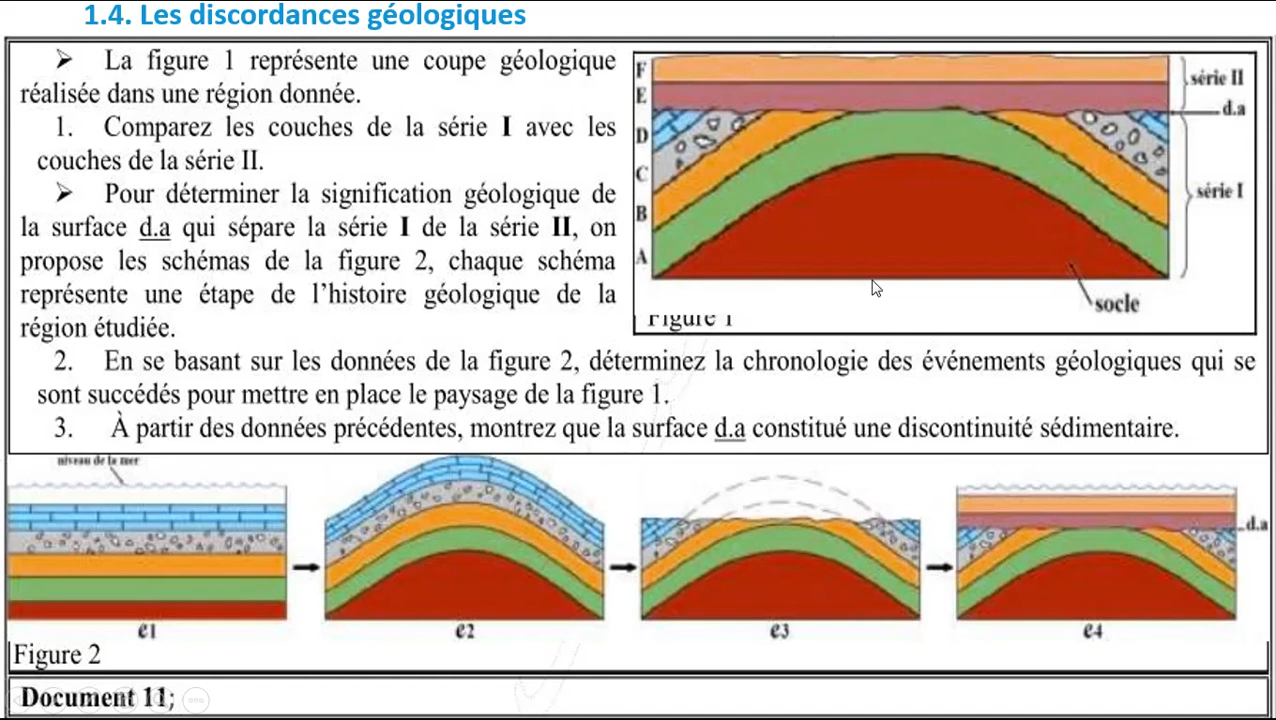 1.4. Les discordances géologiques
➢ La figure 1 représente une coupe géologique
réalisée dans une région donnée.
1. Comparez les couches de la série I avec les
couches de la série II.
➢ Pour déterminer la signification géologique de
la surface d.a qui sépare la série I de la série II, on
propose les schémas de la figure 2, chaque schéma
représente une étape de l'histoire géologique de la
région étudiée.
F
E
D
C
B
A
série II
d.a
série I
socle
Figure 1
2. En se basant sur les données de la figure 2, déterminez la chronologie des événements géologiques qui se
sont succédés pour mettre en place le paysage de la figure 1.
3. À partir des données précédentes, montrez que la surface d.a constitué une discontinuité sédimentaire.
niveau de la mer
d.a
e1
e2
e3
e4
Figure 2
Document 11;